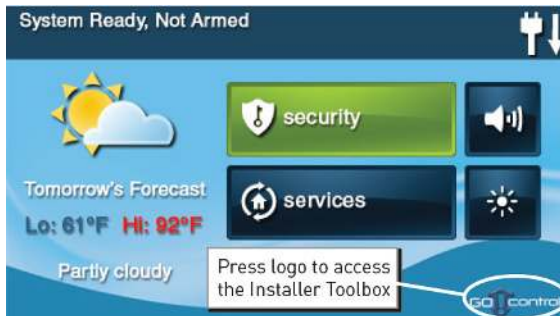 System Ready, Not Armed
security
Tomorrow's Forecast
Lo: 61°F Hi: 92°F
services
Partly cloudy
Press logo to access
the Installer Toolbox
GO control